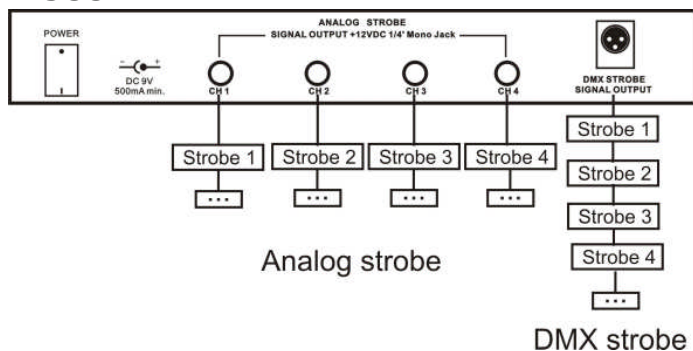 POWER
DC 9V
500mA min.
ANALOG STROBE
SIGNAL OUTPUT +12VDC 1/4' Mono Jack
CH 1
CH 2
CH 3
CH 4
DMX STROBE
SIGNAL OUTPUT
Strobe 1
Strobe 2
Strobe 3
Strobe 4
...
...
...
...
Analog strobe
Strobe 1
Strobe 2
Strobe 3
Strobe 4
...
DMX strobe